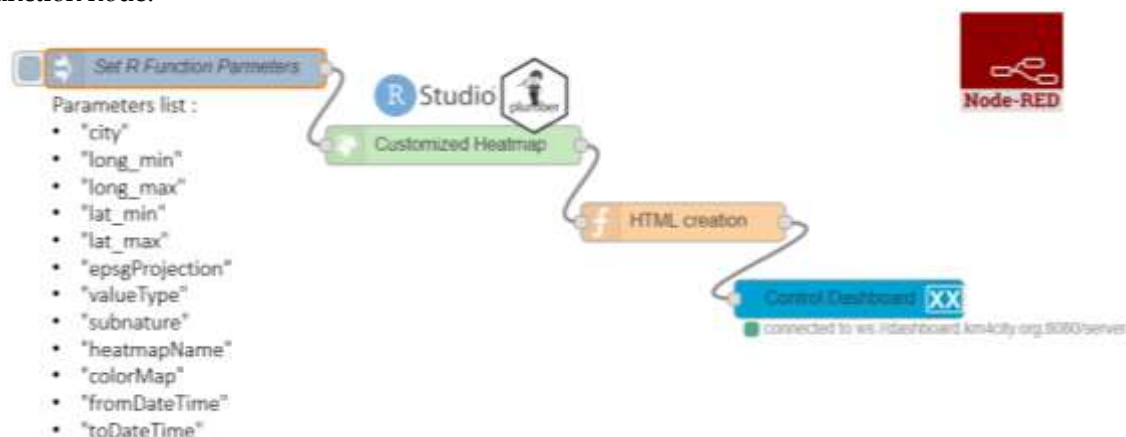 Set R Function Parmeters
Parameters list :
• "city"
• "long_min"
• "long_max"
• "lat_min"
• "lat_max"
• "epsgProjection"
• "valueType"
• "subnature"
• "heatmapName"
• "colorMap"
• "fromDateTime"
• "toDateTime"
R Studio
plumber
Customized Heatmap
HTML creation
Control Dashboard XX
connected to ws://dashboard.km4city.org:8080/server
Node-RED